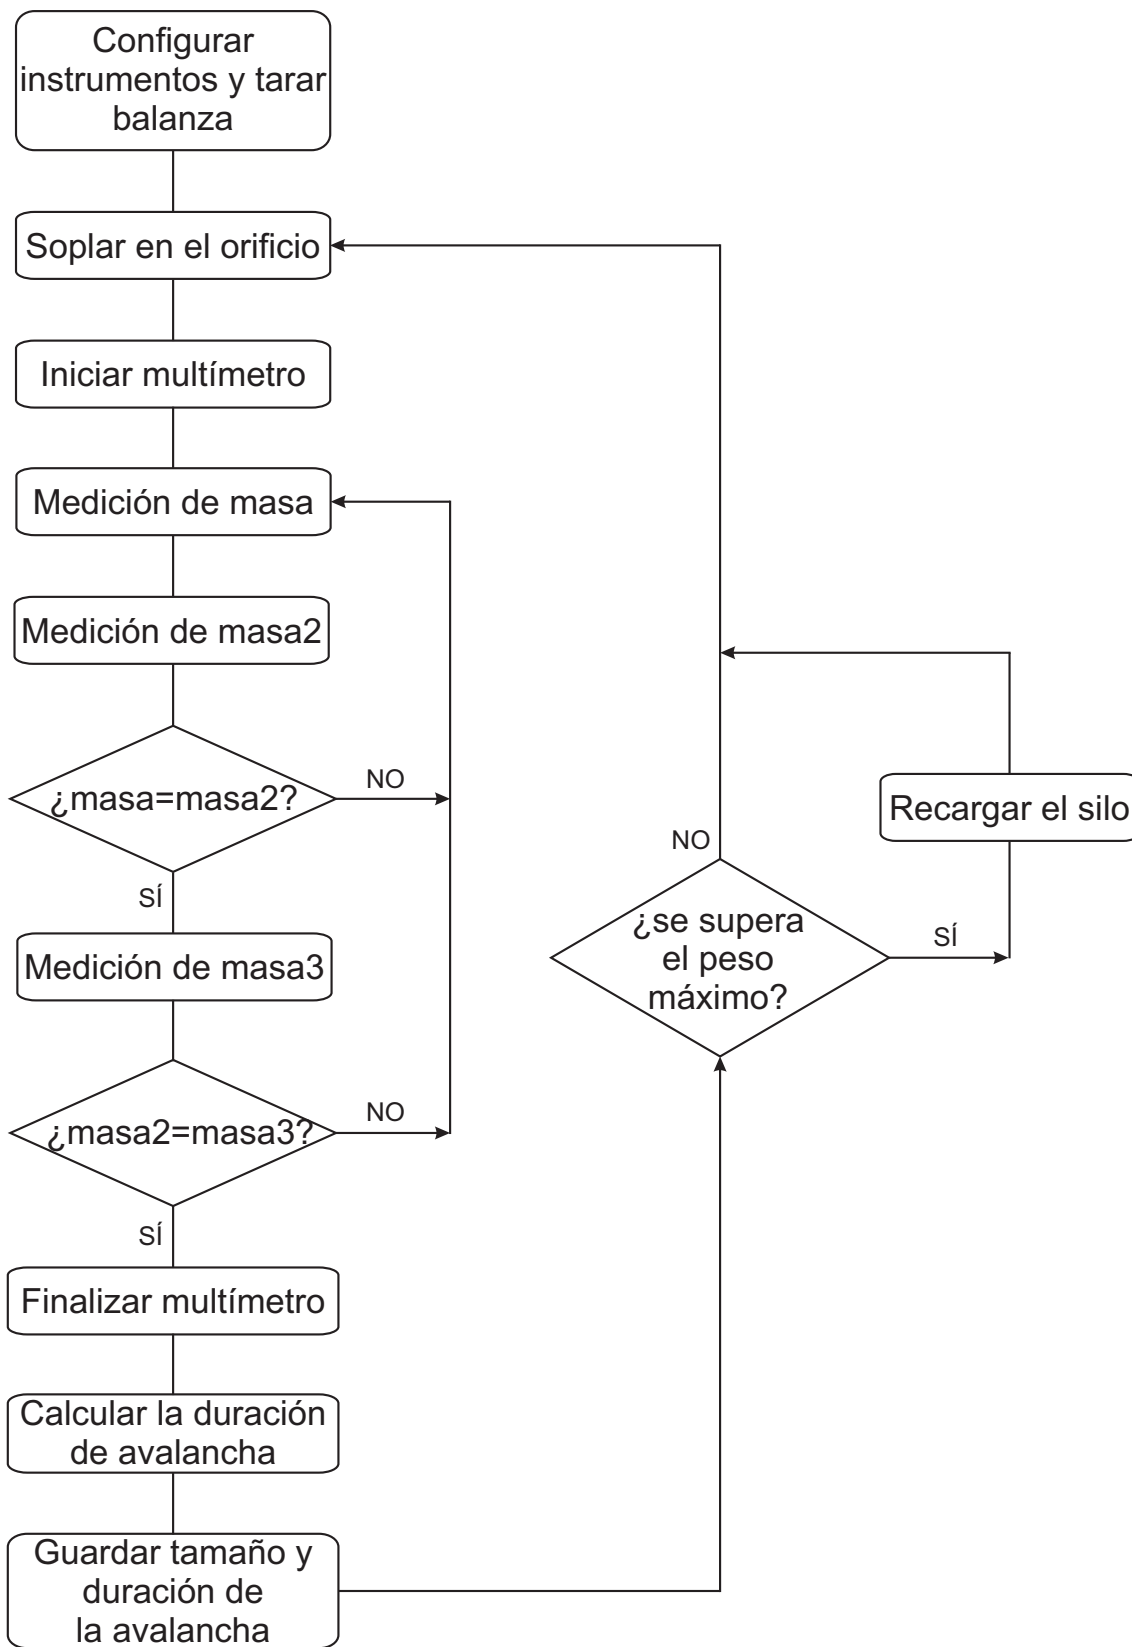 Configurar
instrumentos y tarar
balanza
Soplar en el orificio
Iniciar multímetro
Medición de masa
Medición de masa2
¿masa=masa2?
NO
SÍ
Medición de masa3
¿masa2=masa3?
NO
SÍ
Finalizar multímetro
Calcular la duración
de avalancha
Guardar tamaño y
duración de
la avalancha
¿se supera
el peso
máximo?
NO
SÍ
Recargar el silo